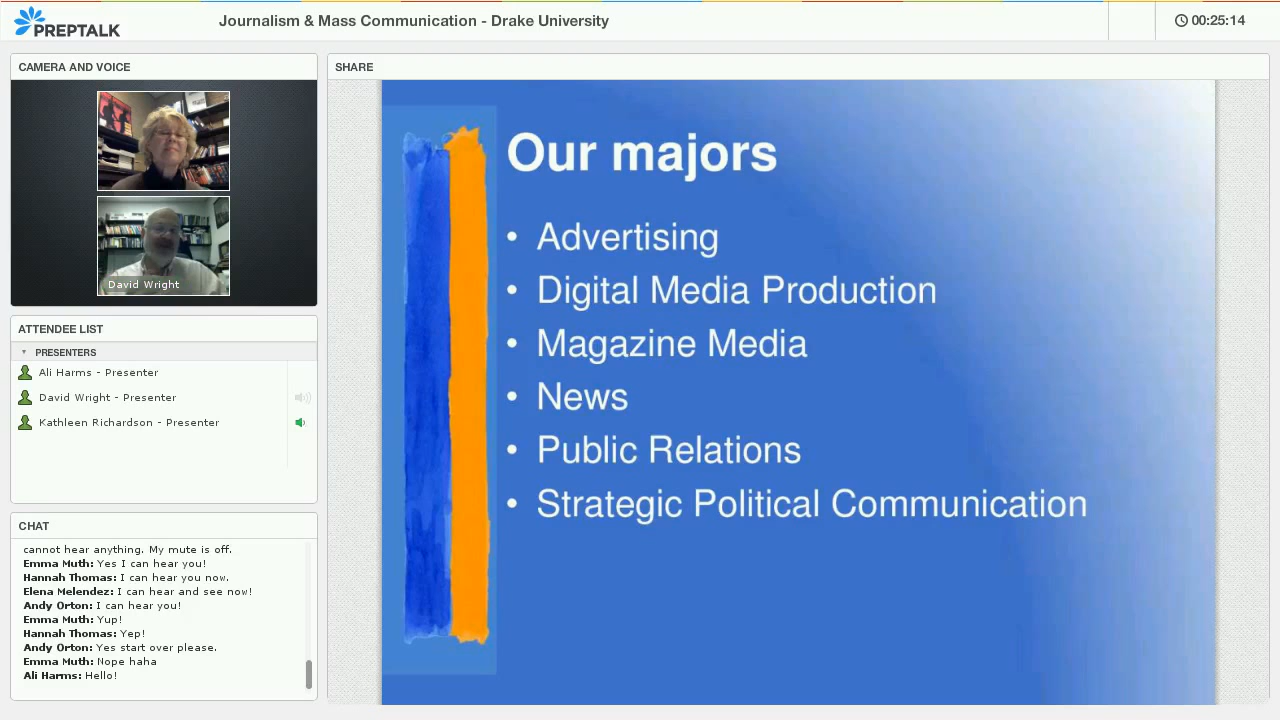 PREPTALK
Journalism & Mass Communication - Drake University
00:25:14
CAMERA AND VOICE
David Wright
ATTENDEE LIST
PRESENTERS
Ali Harms - Presenter
David Wright - Presenter
Kathleen Richardson - Presenter
CHAT
cannot hear anything. My mute is off.
Emma Muth: Yes I can hear you!
Hannah Thomas: I can hear you now.
Elena Melendez: I can hear and see now!
Andy Orton: I can hear you!
Emma Muth: Yup!
Hannah Thomas: Yep!
Andy Orton: Yes start over please.
Emma Muth: Nope haha
Ali Harms: Hello!
SHARE
Our majors
• Advertising
• Digital Media Production
• Magazine Media
• News
• Public Relations
• Strategic Political Communication